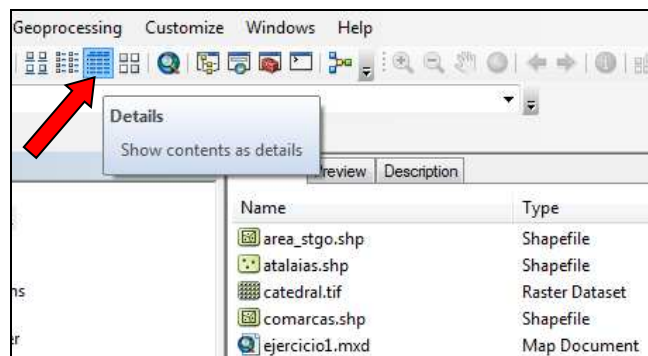 Geoprocessing Customize Windows Help
Details
Show contents as details
Preview Description
Name Type
area_stgo.shp Shapefile
atalaias.shp Shapefile
catedral.tif Raster Dataset
comarcas.shp Shapefile
ejercicio1.mxd Map Document